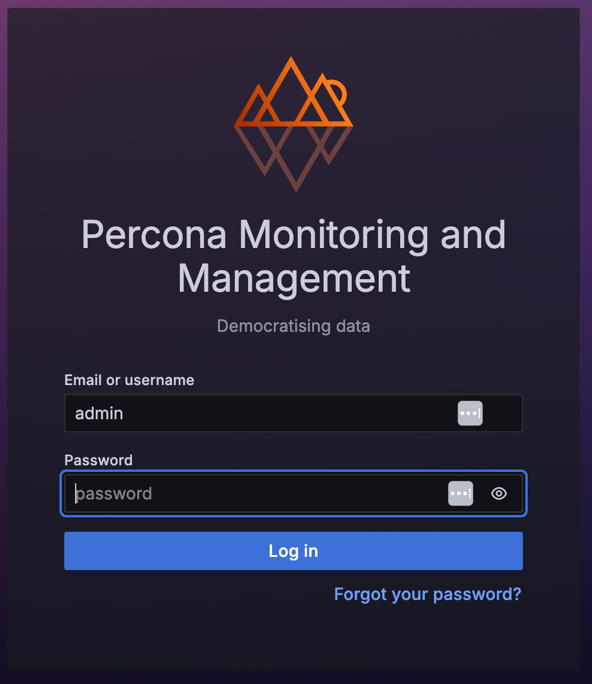 Percona Monitoring and
Management
Democratising data
Email or username
admin
Password
password
Log in
Forgot your password?